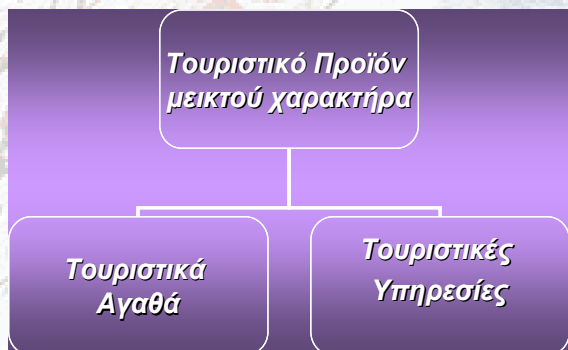 Τουριστικό Προϊόν
μεικτού χαρακτήρα
Τουριστικά
Αγαθά
Τουριστικές
Υπηρεσίες